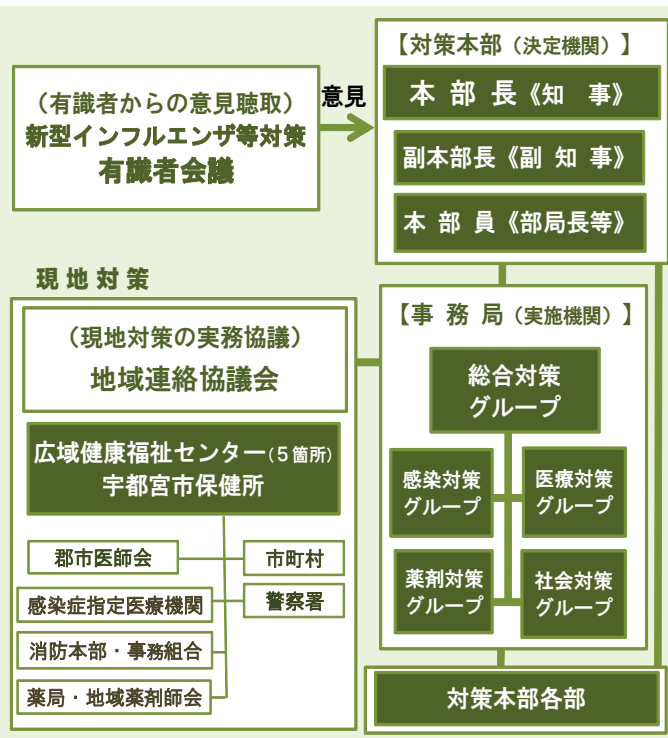 (有識者からの意見聴取)
新型インフルエンザ等対策
有識者会議
意見
【対策本部(決定機関)】
本部長《知事》
副本部長《副知事》
本部員《部局長等》
現地対策
(現地対策の実務協議)
地域連絡協議会
広域健康福祉センター(5箇所)
宇都宮市保健所
郡市医師会
市町村
感染症指定医療機関
警察署
消防本部・事務組合
薬局・地域薬剤師会
【事務局(実施機関)】
総合対策
グループ
感染対策
グループ
医療対策
グループ
薬剤対策
グループ
社会対策
グループ
対策本部各部